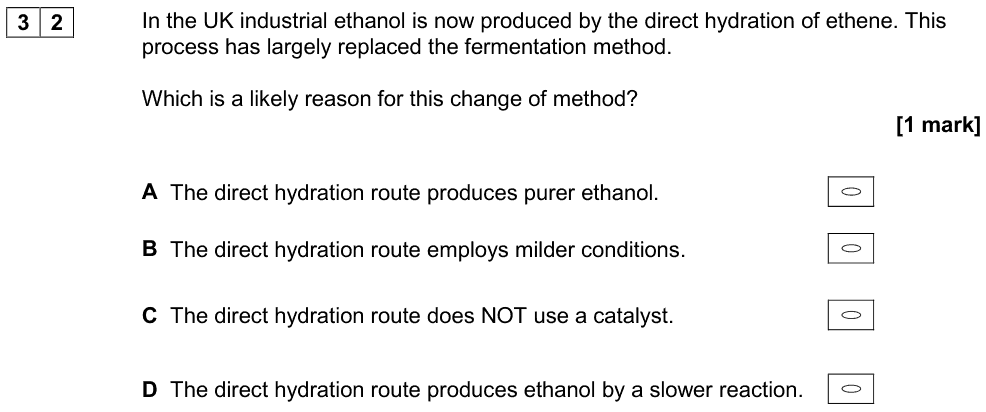 3 2 In the UK industrial ethanol is now produced by the direct hydration of ethene. This
process has largely replaced the fermentation method.
Which is a likely reason for this change of method?
[1 mark]
A The direct hydration route produces purer ethanol.
B The direct hydration route employs milder conditions.
C The direct hydration route does NOT use a catalyst.
D The direct hydration route produces ethanol by a slower reaction.